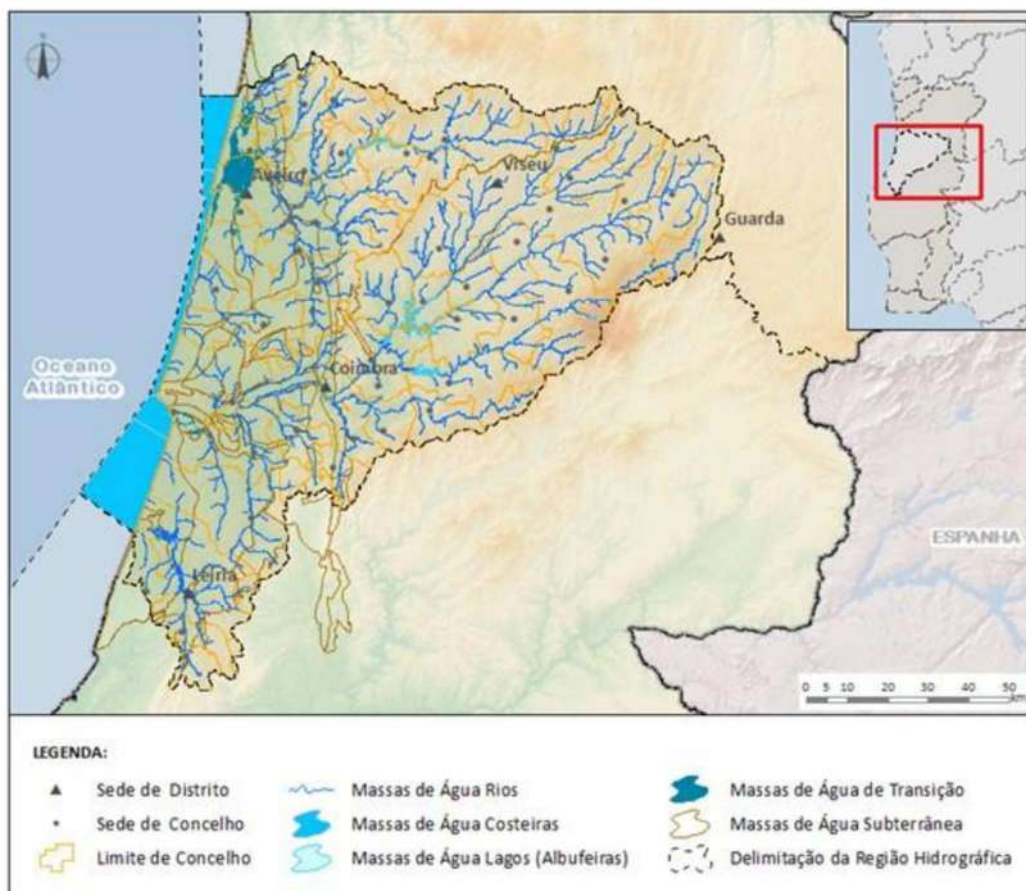 Aveiro
Viseu
Guarda
Oceano
Atlântico
Coimbra
ESPANHA
Leiria
0 5 10 20 30 40 50
km
LEGENDA:
Sede de Distrito
Massas de Água Rios
Massas de Água de Transição
Sede de Concelho
Massas de Água Costeiras
Massas de Água Subterrânea
Limite de Concelho
Massas de Água Lagos (Albufeiras)
Delimitação da Região Hidrográfica